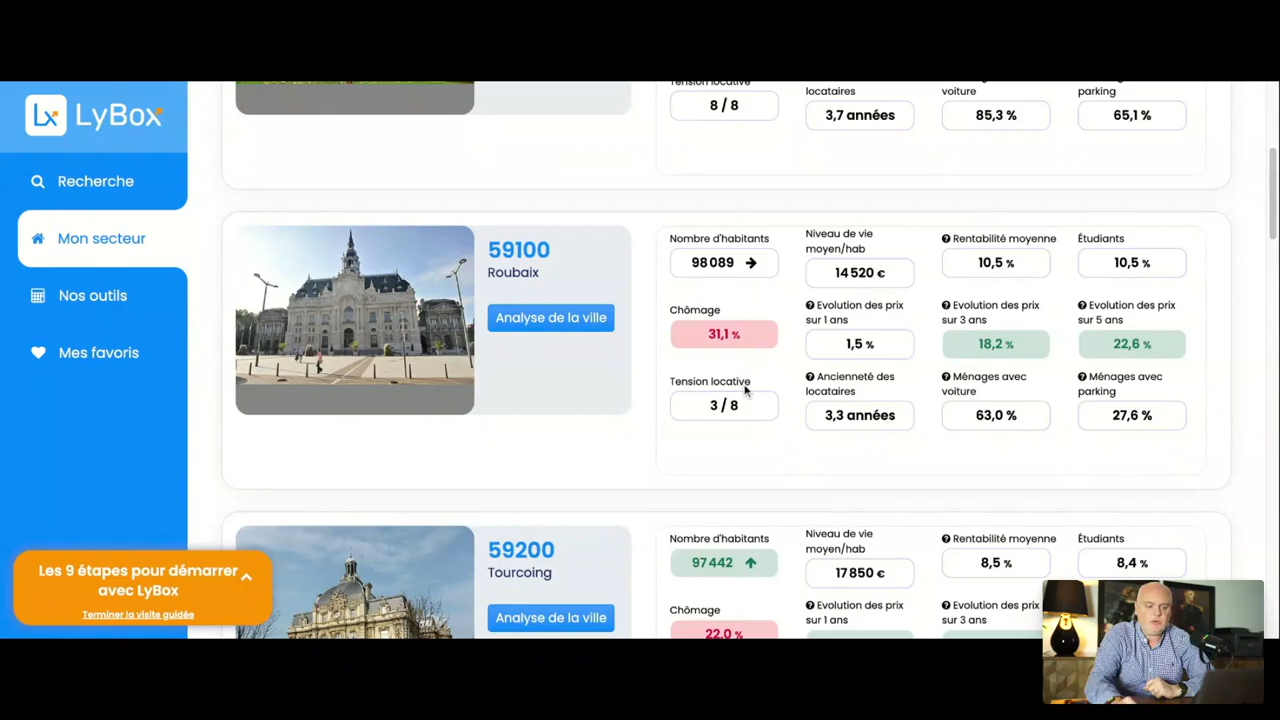 LyBox
Recherche
Mon secteur
Nos outils
Mes favoris
Les 9 étapes pour démarrer
avec LyBox
Terminer la visite guidée
Tension locative
8 / 8
locataires
3,7 années
voiture
85,3 %
parking
65,1 %
59100
Roubaix
Analyse de la ville
Nombre d'habitants
98 089
Niveau de vie
moyen/hab
14 520 €
Rentabilité moyenne
10,5 %
Étudiants
10,5 %
Chômage
31,1 %
Evolution des prix
sur 1 ans
1,5 %
Evolution des prix
sur 3 ans
18,2 %
Evolution des prix
sur 5 ans
22,6 %
Tension locative
3 / 8
Ancienneté des
locataires
3,3 années
Ménages avec
voiture
63,0 %
Ménages avec
parking
27,6 %
59200
Tourcoing
Analyse de la ville
Nombre d'habitants
97 442
Niveau de vie
moyen/hab
17 850 €
Rentabilité moyenne
8,5 %
Étudiants
8,4 %
Chômage
22,0 %
Evolution des prix
sur 1 ans
Evolution des prix
sur 3 ans